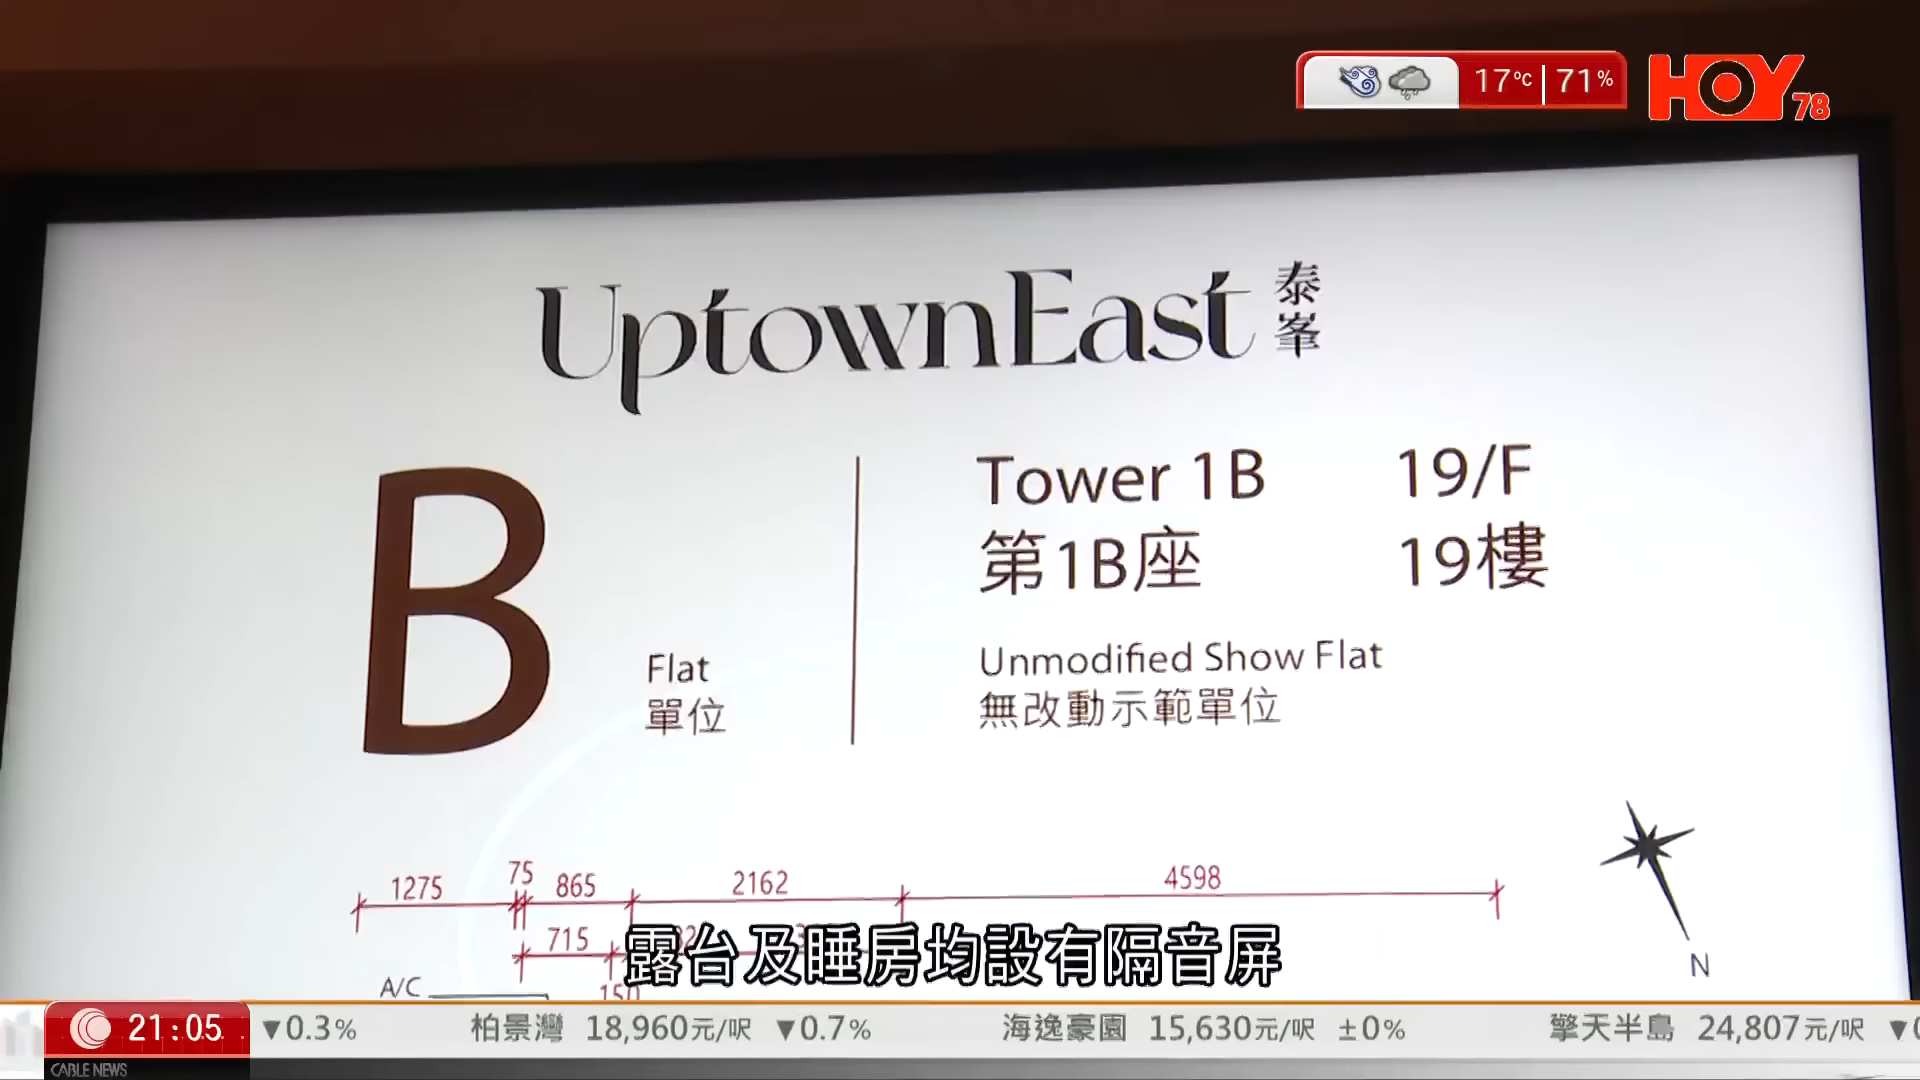 17°C | 71%
HOY 78
UptownEast 泰峯
B
Flat
單位
Tower 1B 19/F
第1B座 19樓
Unmodified Show Flat
無改動示範單位
1275 75 865 2162 4598
715
150
A/C
N
露台及睡房均設有隔音屏
21:05 ▼0.3% 柏景灣 18,960元/呎 ▼0.7% 海逸豪園 15,630元/呎 ±0% 擎天半島 24,807元/呎 ▼
CABLE NEWS